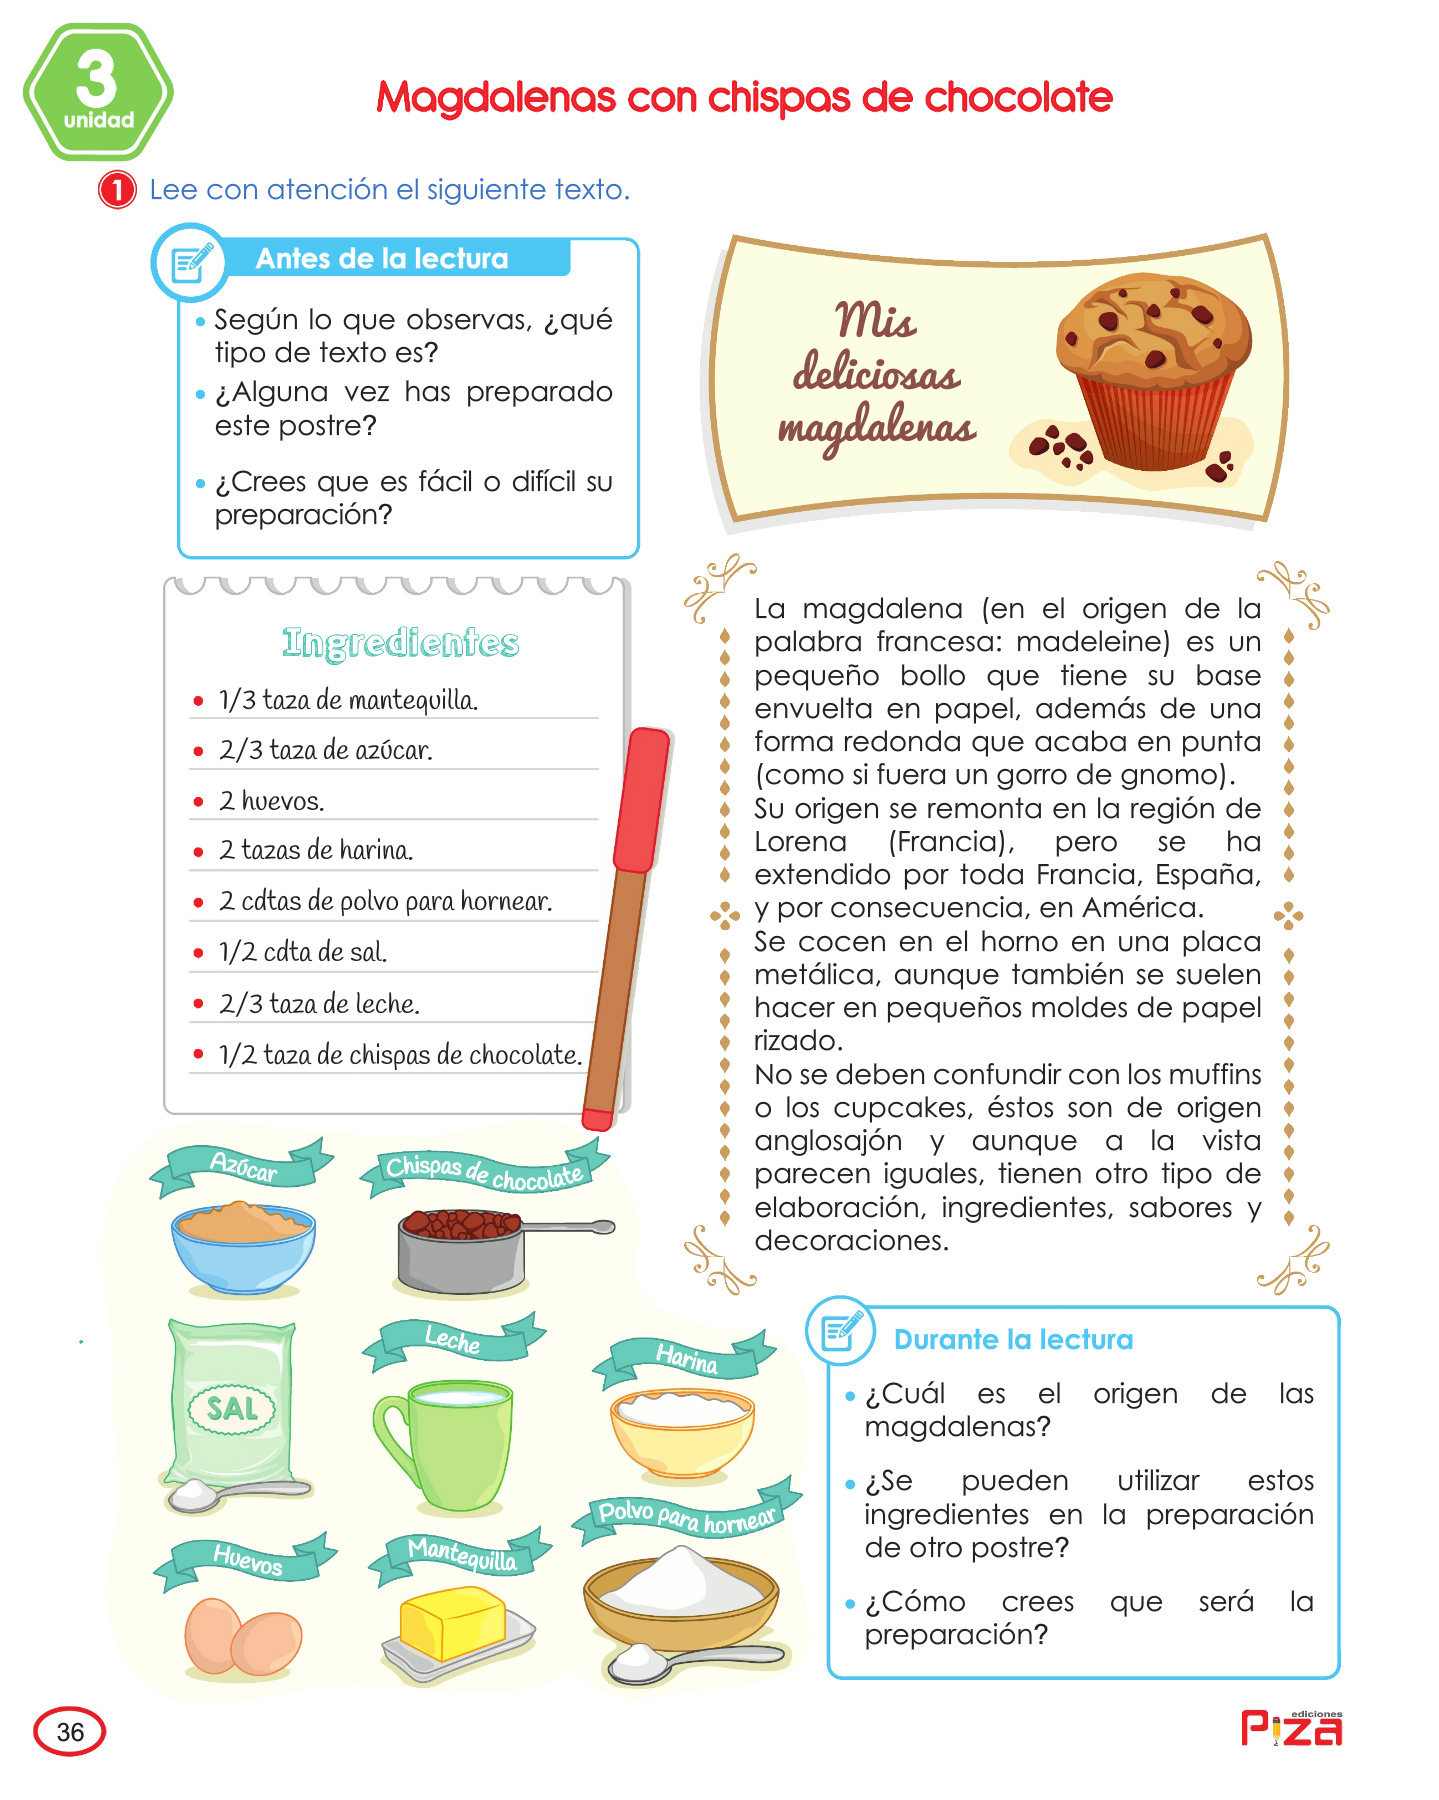 3
unidad
Magdalenas con chispas de chocolate
1 Lee con atención el siguiente texto.
Antes de la lectura
• Según lo que observas, ¿qué
tipo de texto es?
• ¿Alguna vez has preparado
este postre?
• ¿Crees que es fácil o difícil su
preparación?
Mis
deliciosas
magdalenas
Ingredientes
• 1/3 taza de mantequilla.
• 2/3 taza de azúcar.
• 2 huevos.
• 2 tazas de harina.
• 2 cdtas de polvo para hornear.
• 1/2 cdta de sal.
• 2/3 taza de leche.
• 1/2 taza de chispas de chocolate.
La magdalena (en el origen de la
palabra francesa: madeleine) es un
pequeño bollo que tiene su base
envuelta en papel, además de una
forma redonda que acaba en punta
(como si fuera un gorro de gnomo).
Su origen se remonta en la región de
Lorena (Francia), pero se ha
extendido por toda Francia, España,
y por consecuencia, en América.
Se cocen en el horno en una placa
metálica, aunque también se suelen
hacer en pequeños moldes de papel
rizado.
No se deben confundir con los muffins
o los cupcakes, éstos son de origen
anglosajón y aunque a la vista
parecen iguales, tienen otro tipo de
elaboración, ingredientes, sabores y
decoraciones.
Azúcar
Chispas de chocolate
SAL
Leche
Harina
Huevos
Mantequilla
Polvo para hornear
Durante la lectura
• ¿Cuál es el origen de las
magdalenas?
• ¿Se pueden utilizar estos
ingredientes en la preparación
de otro postre?
• ¿Cómo crees que será la
preparación?
36
ediciones
Piza